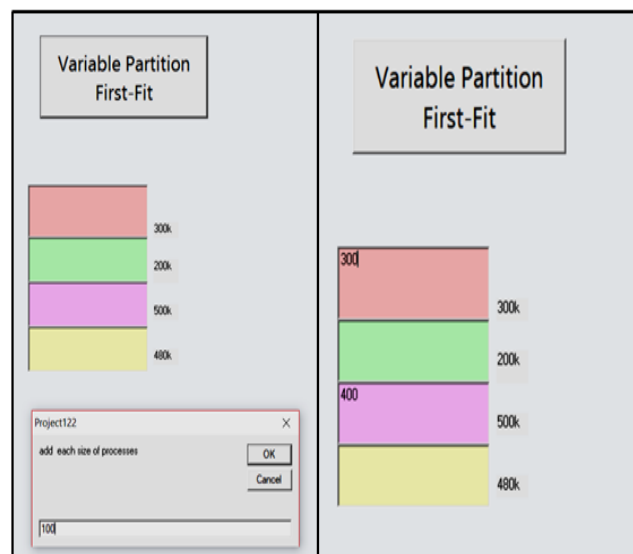 Variable Partition
First-Fit
300k
200k
500k
480k
Project122
add each size of processes
OK
Cancel
100
Variable Partition
First-Fit
300
300k
200k
400
500k
480k